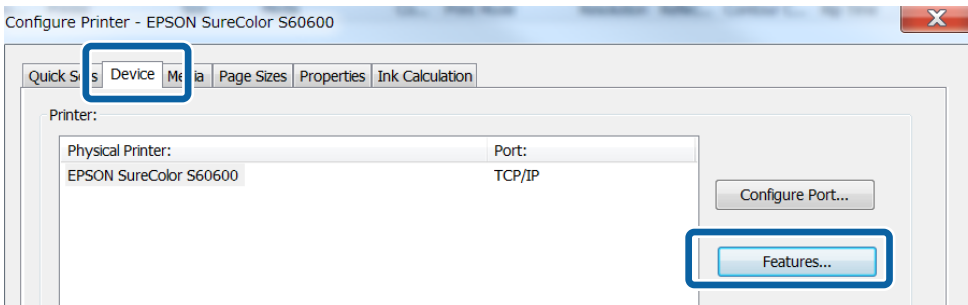 Configure Printer - EPSON SureColor S60600
Quick Device Page Sizes Properties Ink Calculation
Printer:
Physical Printer: Port:
EPSON SureColor S60600 TCP/IP
Configure Port...
Features...